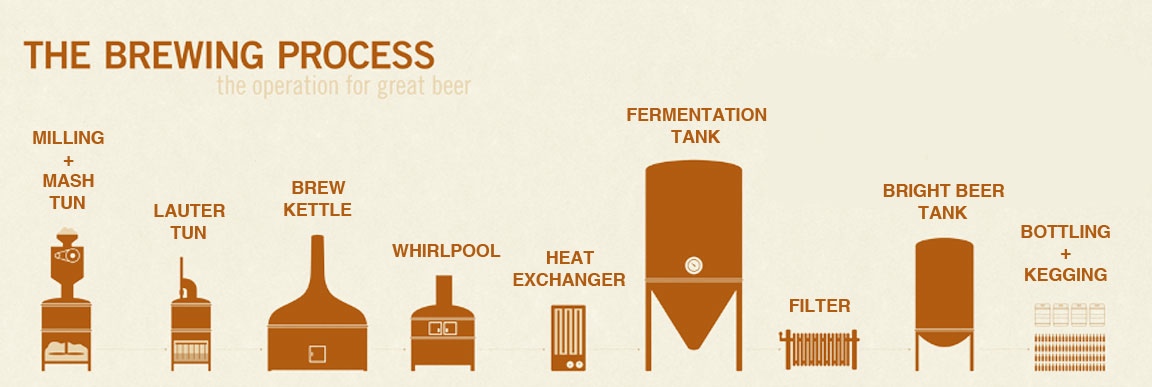 THE BREWING PROCESS
the operation for great beer
MILLING
+
MASH
TUN
LAUTER
TUN
BREW
KETTLE
WHIRLPOOL
HEAT
EXCHANGER
FERMENTATION
TANK
FILTER
BRIGHT BEER
TANK
BOTTLING
+
KEGGING